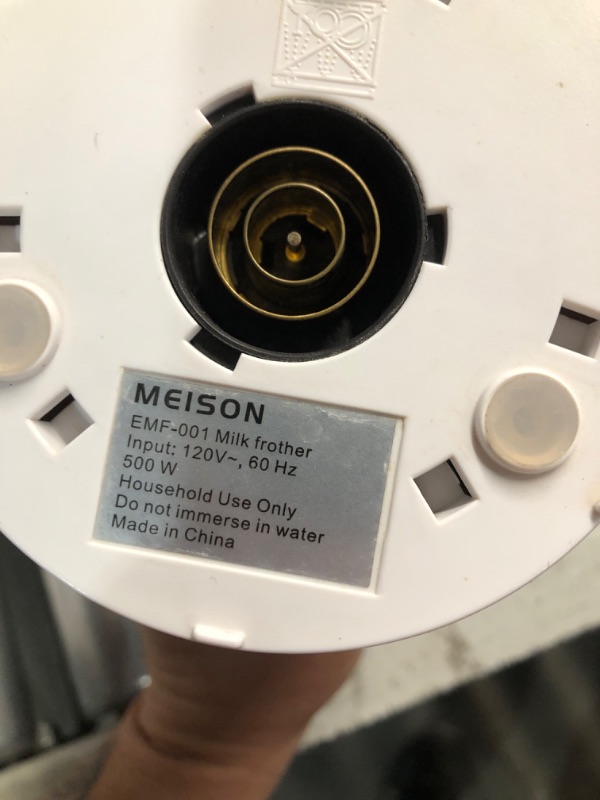 MEISON
EMF-001 Milk frother
Input: 120V~, 60 Hz
500 W
Household Use Only
Do not immerse in water
Made in China